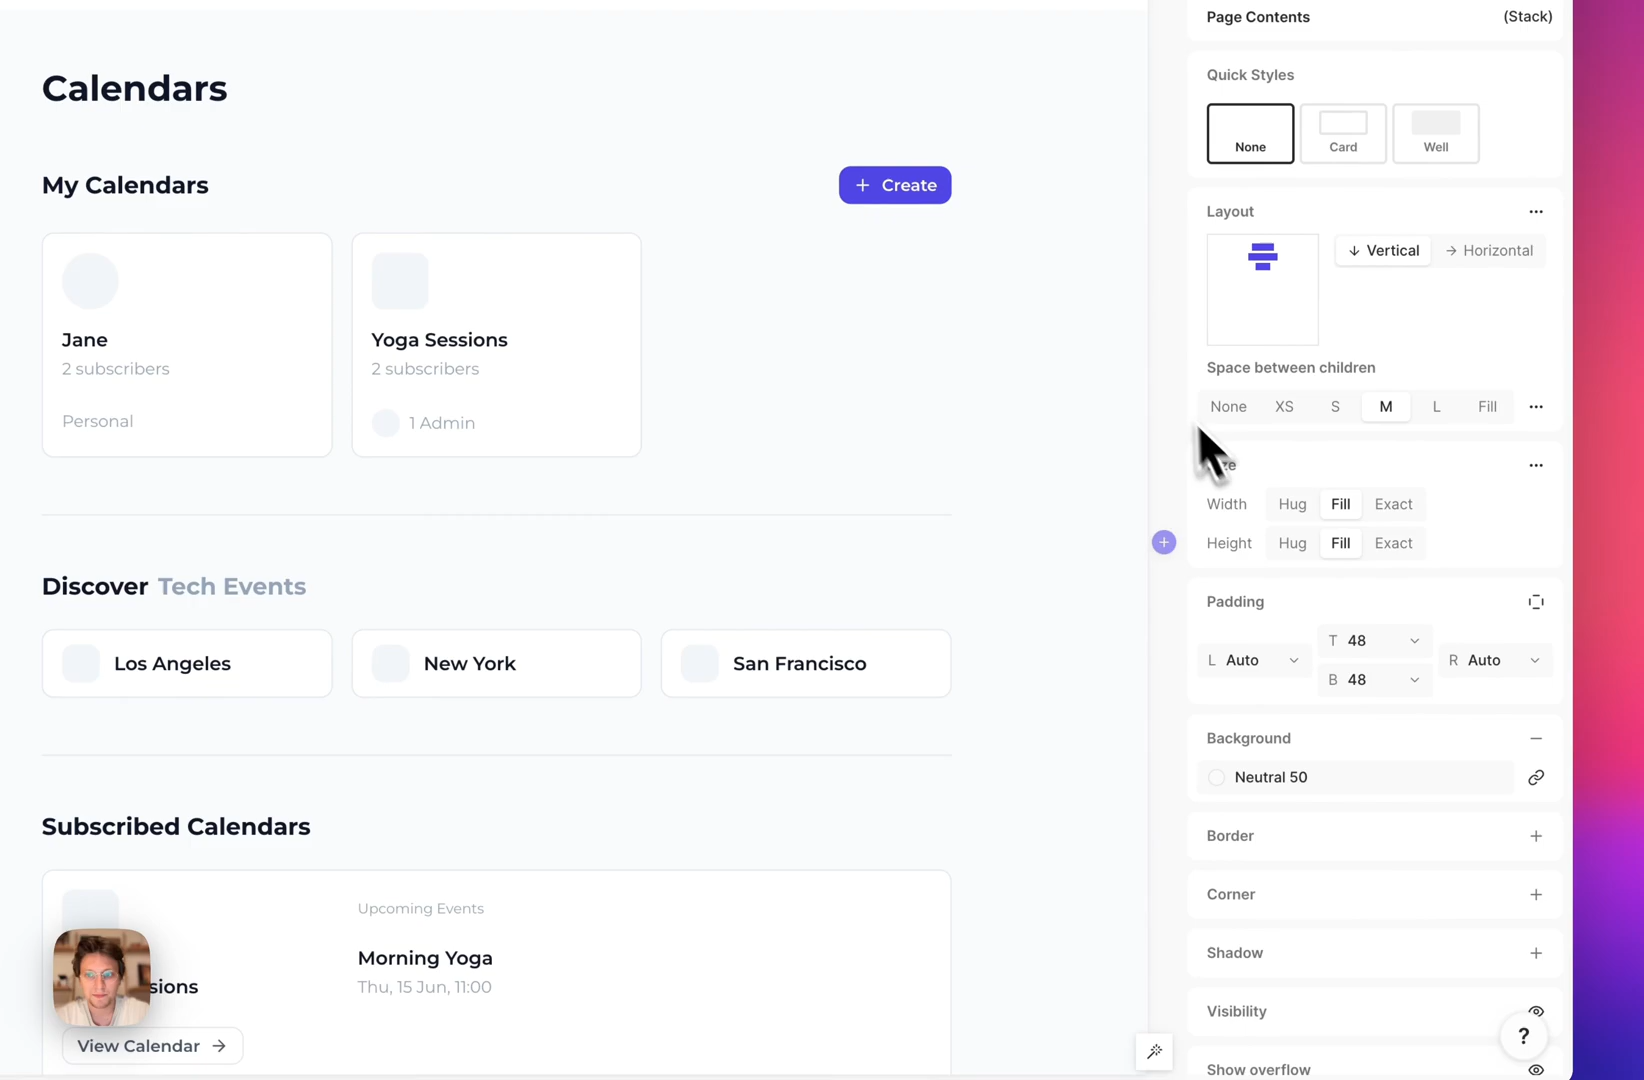 Calendars
My Calendars
+ Create
Jane
2 subscribers
Personal
Yoga Sessions
2 subscribers
1 Admin
Discover Tech Events
Los Angeles
New York
San Francisco
Subscribed Calendars
sions
View Calendar →
Upcoming Events
Morning Yoga
Thu, 15 Jun, 11:00
Page Contents (Stack)
Quick Styles
None Card Well
Layout
↓ Vertical → Horizontal
Space between children
None XS S M L Fill
Width Hug Fill Exact
Height Hug Fill Exact
Padding
T 48
L Auto
R Auto
B 48
Background
Neutral 50
Border
Corner
Shadow
Visibility
?
Show overflow